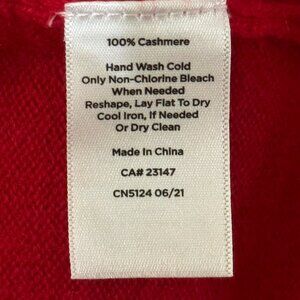 100% Cashmere
Hand Wash Cold
Only Non-Chlorine Bleach
When Needed
Reshape, Lay Flat To Dry
Cool Iron, If Needed
Or Dry Clean
Made in China
CA# 23147
CN5124 06/21